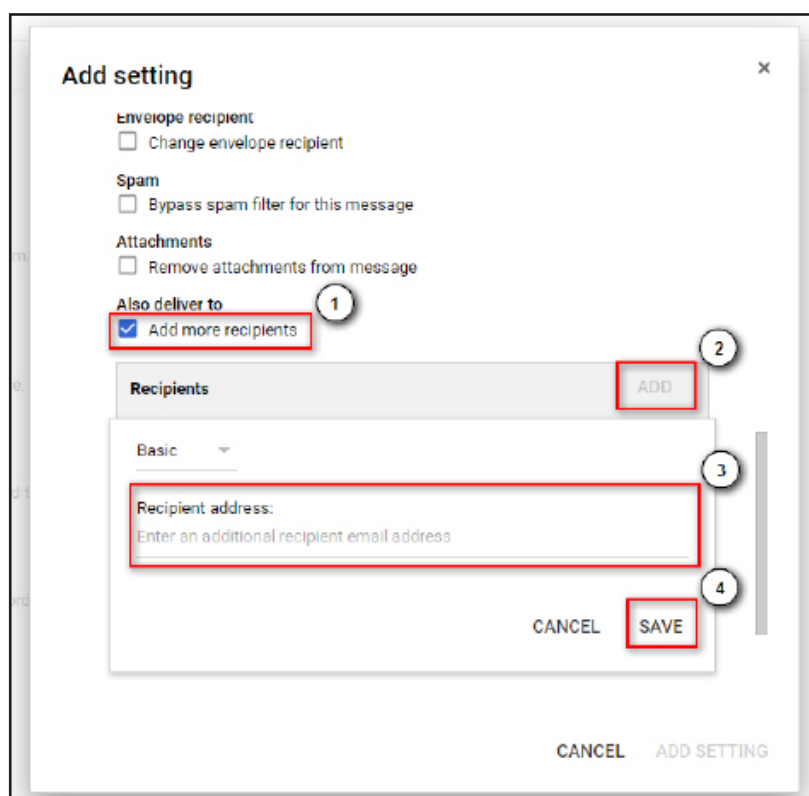 Add setting
×
Envelope recipient
Change envelope recipient
Spam
Bypass spam filter for this message
Attachments
Remove attachments from message
Also deliver to
1
Add more recipients
2
Recipients ADD
Basic
3
Recipient address:
Enter an additional recipient email address
4
CANCEL SAVE
CANCEL ADD SETTING